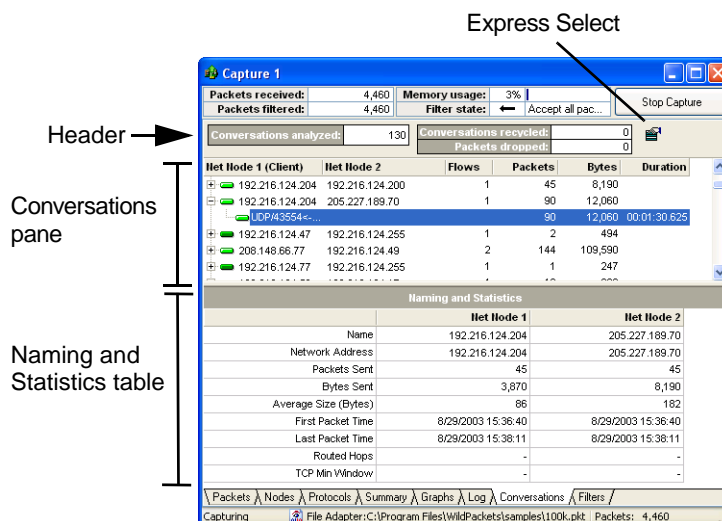 Express Select
Capture 1
Packets received: 4,460 Memory usage: 3%
Packets filtered: 4,460 Filter state: Accept all pac...
Stop Capture
Header
Conversations analyzed: 130 Conversations recycled: 0
Packets dropped: 0
Net Node 1 (Client) Net Node 2 Flows Packets Bytes Duration
192.216.124.204 192.216.124.200 1 45 8,190
192.216.124.204 205.227.189.70 1 90 12,060
UDP/43554<-... 90 12,060 00:01:30.625
192.216.124.47 192.216.124.255 1 2 494
208.148.66.77 192.216.124.49 2 144 109,590
192.216.124.77 192.216.124.255 1 1 247
Conversations
pane
Naming and Statistics
Net Node 1 Net Node 2
Name 192.216.124.204 205.227.189.70
Network Address 192.216.124.204 205.227.189.70
Packets Sent 45 45
Bytes Sent 3,870 8,190
Average Size (Bytes) 86 182
First Packet Time 8/29/2003 15:36:40 8/29/2003 15:36:40
Last Packet Time 8/29/2003 15:38:11 8/29/2003 15:38:11
Routed Hops - -
TCP Min Window - -
Naming and
Statistics table
Packets Nodes Protocols Summary Graphs Log Conversations Filters
Capturing File Adapter:C:\Program Files\WildPackets\samples\100k.pkt Packets: 4,460